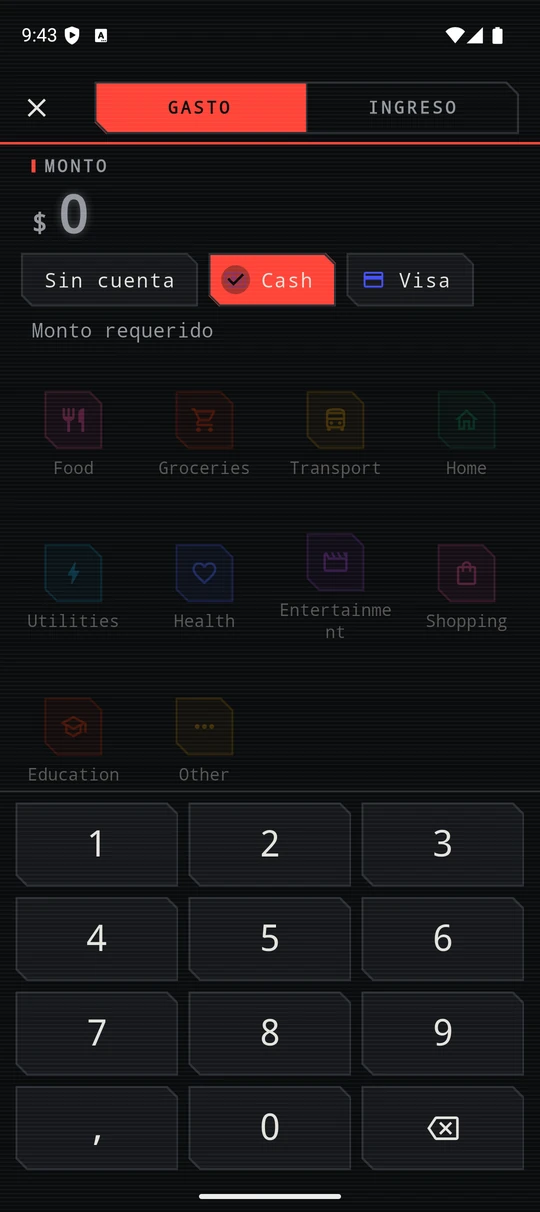 9:43
GASTO
INGRESO
MONTO
$ 0
Sin cuenta
Cash
Visa
Monto requerido
Food
Groceries
Transport
Home
Utilities
Health
Entertainme
nt
Shopping
Education
Other
1
2
3
4
5
6
7
8
9
,
0